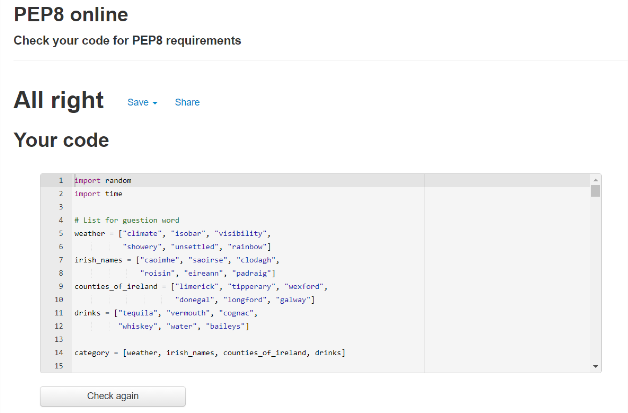 PEP8 online
Check your code for PEP8 requirements
All right Save Share
Your code
1 import random
2 import time
3
4 # List for guestion word
5 weather = ["climate", "isobar", "visibility",
6 "showery", "unsettled", "rainbow"]
7 irish_names = ["caoimhe", "saoirse", "clodagh",
8 "roisin", "eireann", "padraig"]
9 counties_of_ireland = ["limerick", "tipperary", "wexford",
10 "donegal", "longford", "galway"]
11 drinks = ["tequila", "vermouth", "cognac",
12 "whiskey", "water", "baileys"]
13
14 category = [weather, irish_names, counties_of_ireland, drinks]
15
Check again